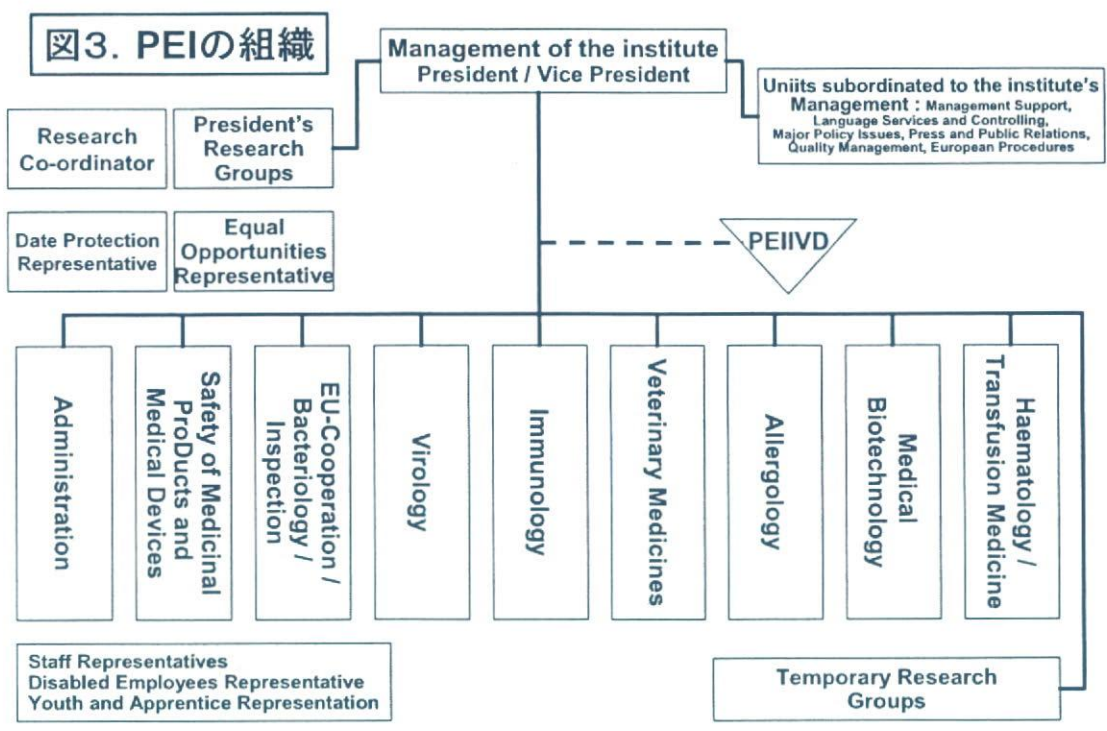 図3. PEIの組織
Management of the institute
President / Vice President
Uniits subordinated to the institute's
Management : Management Support,
Language Services and Controlling,
Major Policy Issues, Press and Public Relations,
Quality Management, European Procedures
Research
Co-ordinator
President's
Research
Groups
Date Protection
Representative
Equal
Opportunities
Representative
PEIIVD
Administration
Safety of Medicinal
ProDucts and
Medical Devices
EU-Cooperation /
Bacteriology /
Inspection
Virology
Immunology
Veterinary Medicines
Allergology
Medical
Biotechnology
Haematology /
Transfusion Medicine
Staff Representatives
Disabled Employees Representative
Youth and Apprentice Representation
Temporary Research
Groups